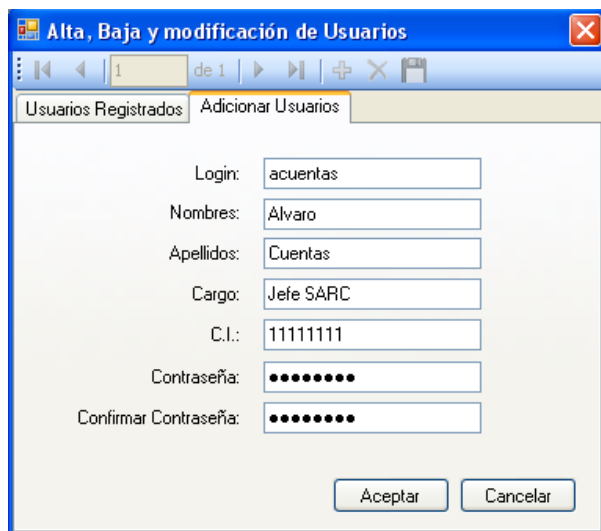 Alta, Baja y modificación de Usuarios
1 de 1
Usuarios Registrados Adicionar Usuarios
Login: acuentas
Nombres: Alvaro
Apellidos: Cuentas
Cargo: Jefe SARC
C.I.: 11111111
Contraseña: ●●●●●●●●
Confirmar Contraseña: ●●●●●●●●
Aceptar Cancelar